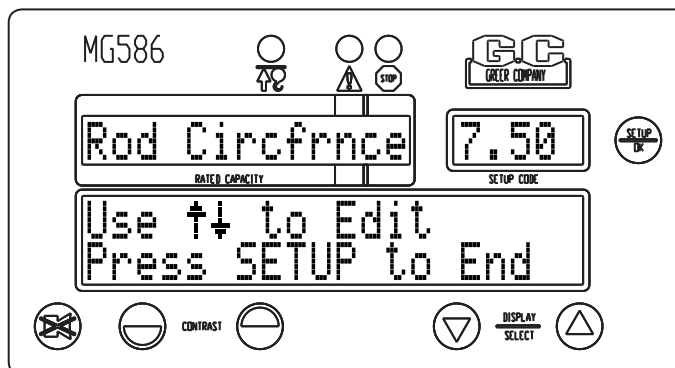 MG586
STOP
G.C
GREER COMPANY
Rod Circfrnce
7.50
SETUP
OK
RATED CAPACITY
SETUP CODE
Use ↑↓ to Edit
Press SETUP to End
CONTRAST
DISPLAY
SELECT